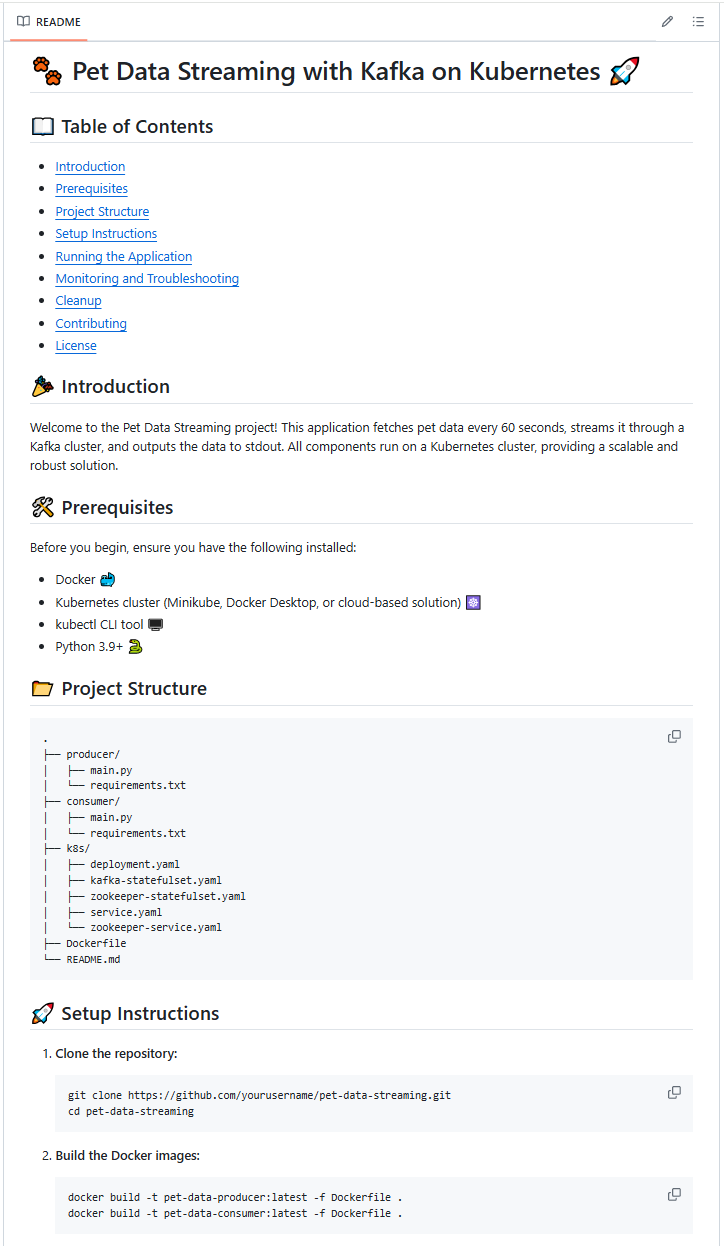 README
Pet Data Streaming with Kafka on Kubernetes
Table of Contents
Introduction
Prerequisites
Project Structure
Setup Instructions
Running the Application
Monitoring and Troubleshooting
Cleanup
Contributing
License
Introduction
Welcome to the Pet Data Streaming project! This application fetches pet data every 60 seconds, streams it through a
Kafka cluster, and outputs the data to stdout. All components run on a Kubernetes cluster, providing a scalable and
robust solution.
Prerequisites
Before you begin, ensure you have the following installed:
Docker
Kubernetes cluster (Minikube, Docker Desktop, or cloud-based solution)
kubectl CLI tool
Python 3.9+
Project Structure
.
├── producer/
│   ├── main.py
│   └── requirements.txt
├── consumer/
│   ├── main.py
│   └── requirements.txt
├── k8s/
│   ├── deployment.yaml
│   ├── kafka-statefulset.yaml
│   ├── zookeeper-statefulset.yaml
│   ├── service.yaml
│   └── zookeeper-service.yaml
├── Dockerfile
└── README.md
Setup Instructions
1. Clone the repository:
git clone https://github.com/yourusername/pet-data-streaming.git
cd pet-data-streaming
2. Build the Docker images:
docker build -t pet-data-producer:latest -f Dockerfile .
docker build -t pet-data-consumer:latest -f Dockerfile .